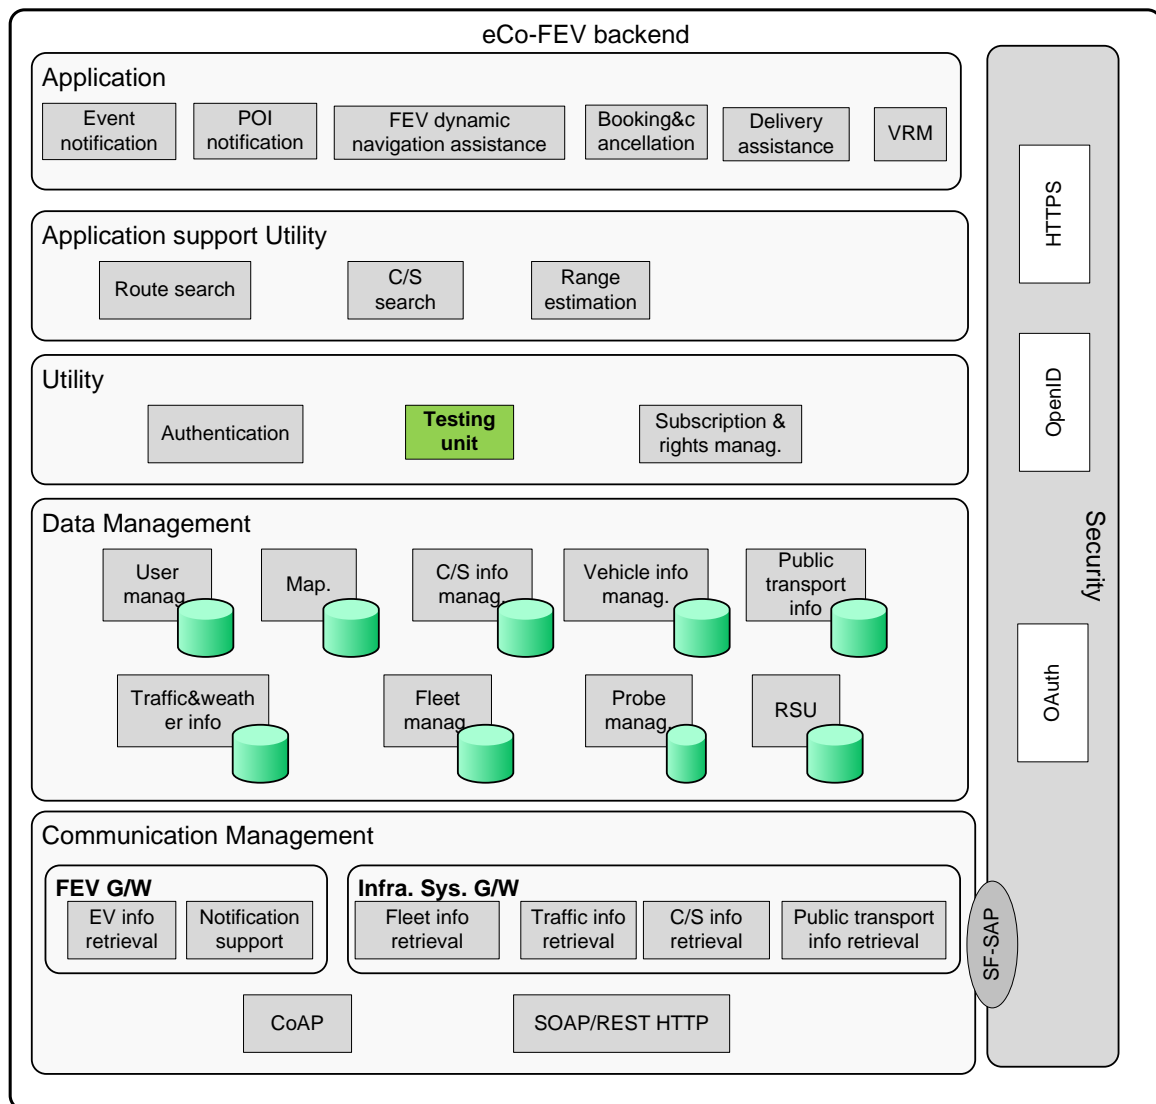 eCo-FEV backend
Application
Event
notification
POI
notification
FEV dynamic
navigation assistance
Booking&c
ancellation
Delivery
assistance
VRM
Application support Utility
Route search
C/S
search
Range
estimation
Utility
Authentication
Testing
unit
Subscription &
rights manag.
Data Management
User
manag.
Map.
C/S info
manag.
Vehicle info
manag.
Public
transport
info
Traffic&weath
er info
Fleet
manag.
Probe
manag.
RSU
Communication Management
FEV G/W
EV info
retrieval
Notification
support
Infra. Sys. G/W
Fleet info
retrieval
Traffic info
retrieval
C/S info
retrieval
Public transport
info retrieval
CoAP
SOAP/REST HTTP
HTTPS
OpenID
Security
OAuth
SF-SAP